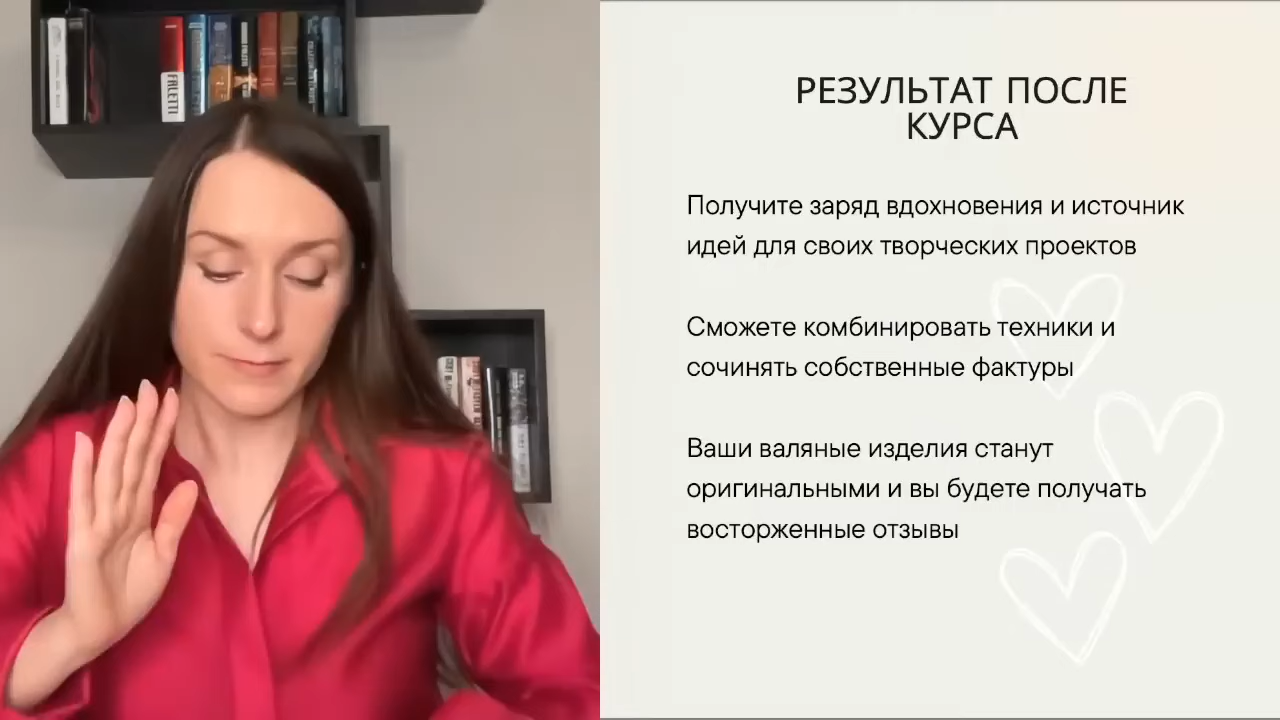 FALETTI
РЕЗУЛЬТАТ ПОСЛЕ
КУРСА
Получите заряд вдохновения и источник
идей для своих творческих проектов
Сможете комбинировать техники и
сочинять собственные фактуры
Ваши валяные изделия станут
оригинальными и вы будете получать
восторженные отзывы